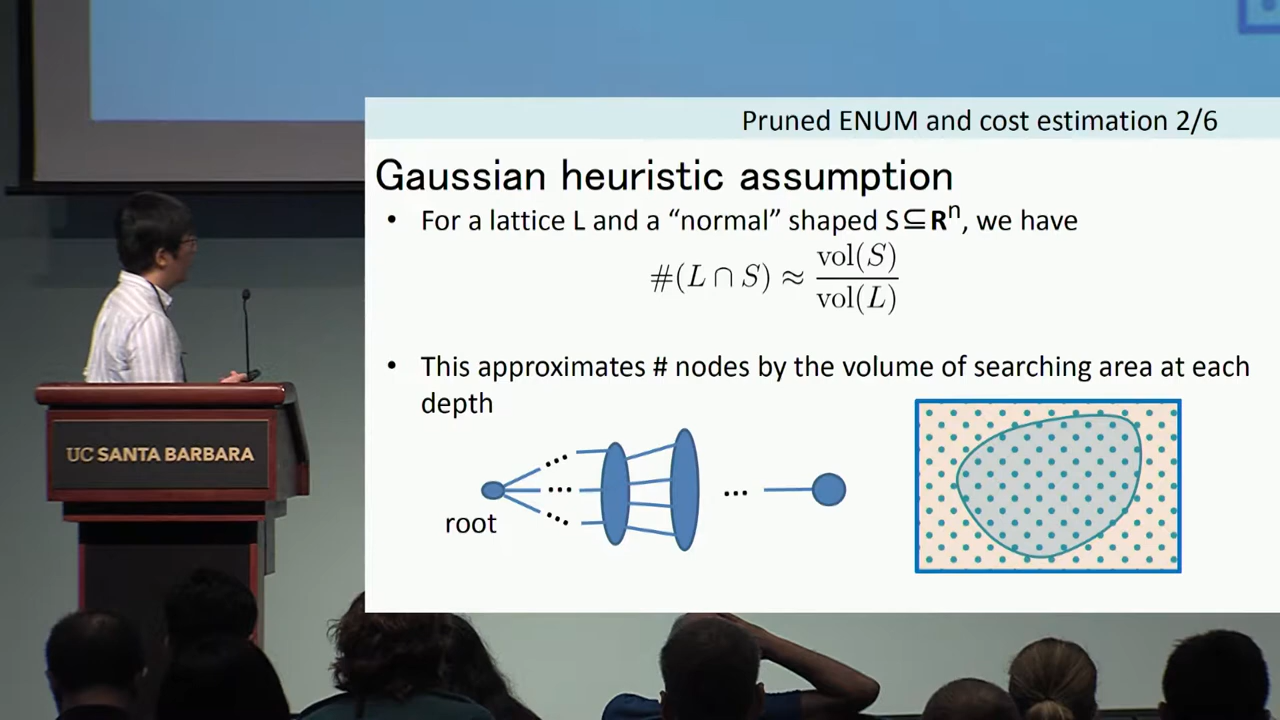 Pruned ENUM and cost estimation 2/6
Gaussian heuristic assumption
• For a lattice L and a “normal” shaped S⊆Rⁿ, we have
#(L ∩ S) ≈ vol(S)
vol(L)
• This approximates # nodes by the volume of searching area at each
depth
root
UC SANTA BARBARA